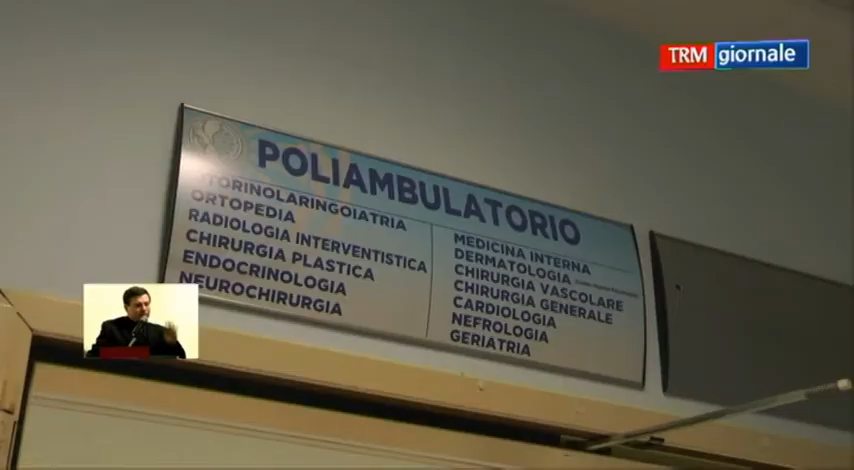 TRM giornale
POLIAMBULATORIO
OTORINOLARINGOIATRIA
ORTOPEDIA
RADIOLOGIA INTERVENTISTICA
CHIRURGIA PLASTICA
ENDOCRINOLOGIA
NEUROCHIRURGIA
MEDICINA INTERNA
DERMATOLOGIA
CHIRURGIA VASCOLARE
CHIRURGIA GENERALE
CARDIOLOGIA
NEFROLOGIA
GERIATRIA